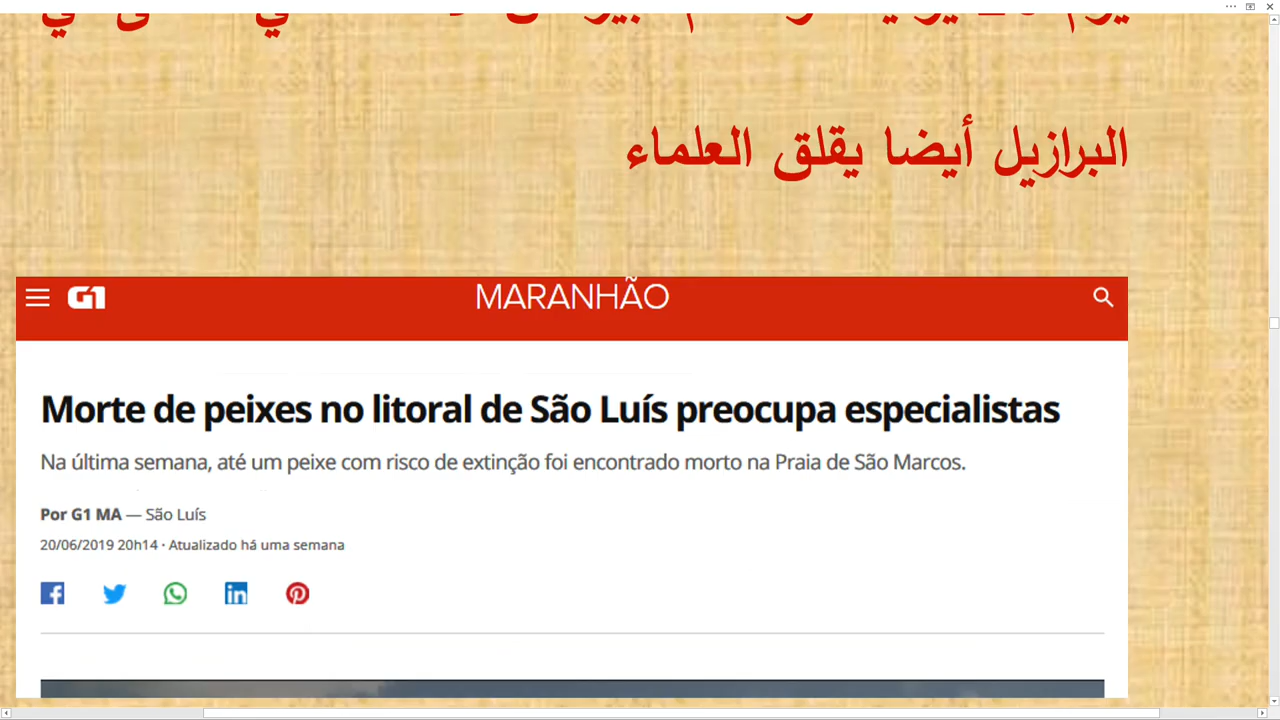 البرازيل أيضا يقلق العلماء
G1 MARANHÃO
Morte de peixes no litoral de São Luís preocupa especialistas
Na última semana, até um peixe com risco de extinção foi encontrado morto na Praia de São Marcos.
Por G1 MA — São Luís
20/06/2019 20h14 · Atualizado há uma semana